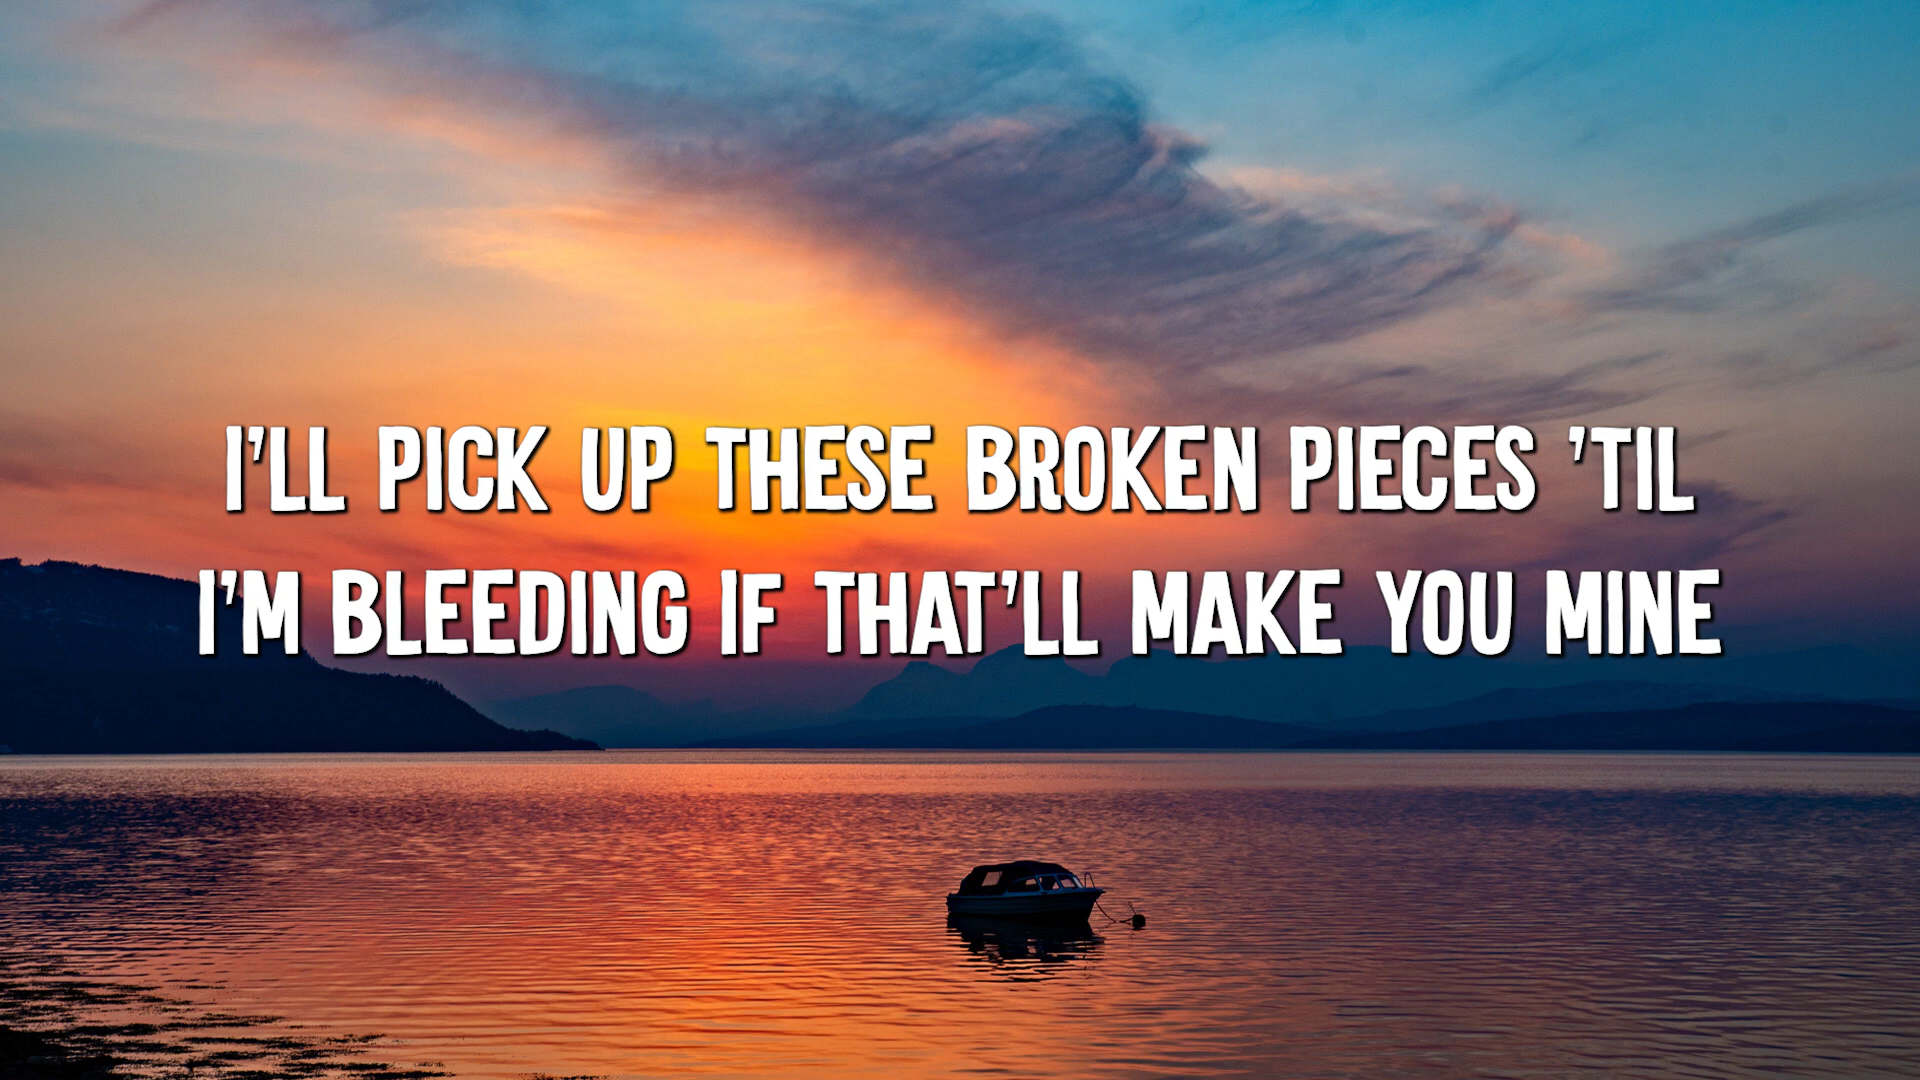 I'LL PICK UP THESE BROKEN PIECES 'TIL
I'M BLEEDING IF THAT'LL MAKE YOU MINE